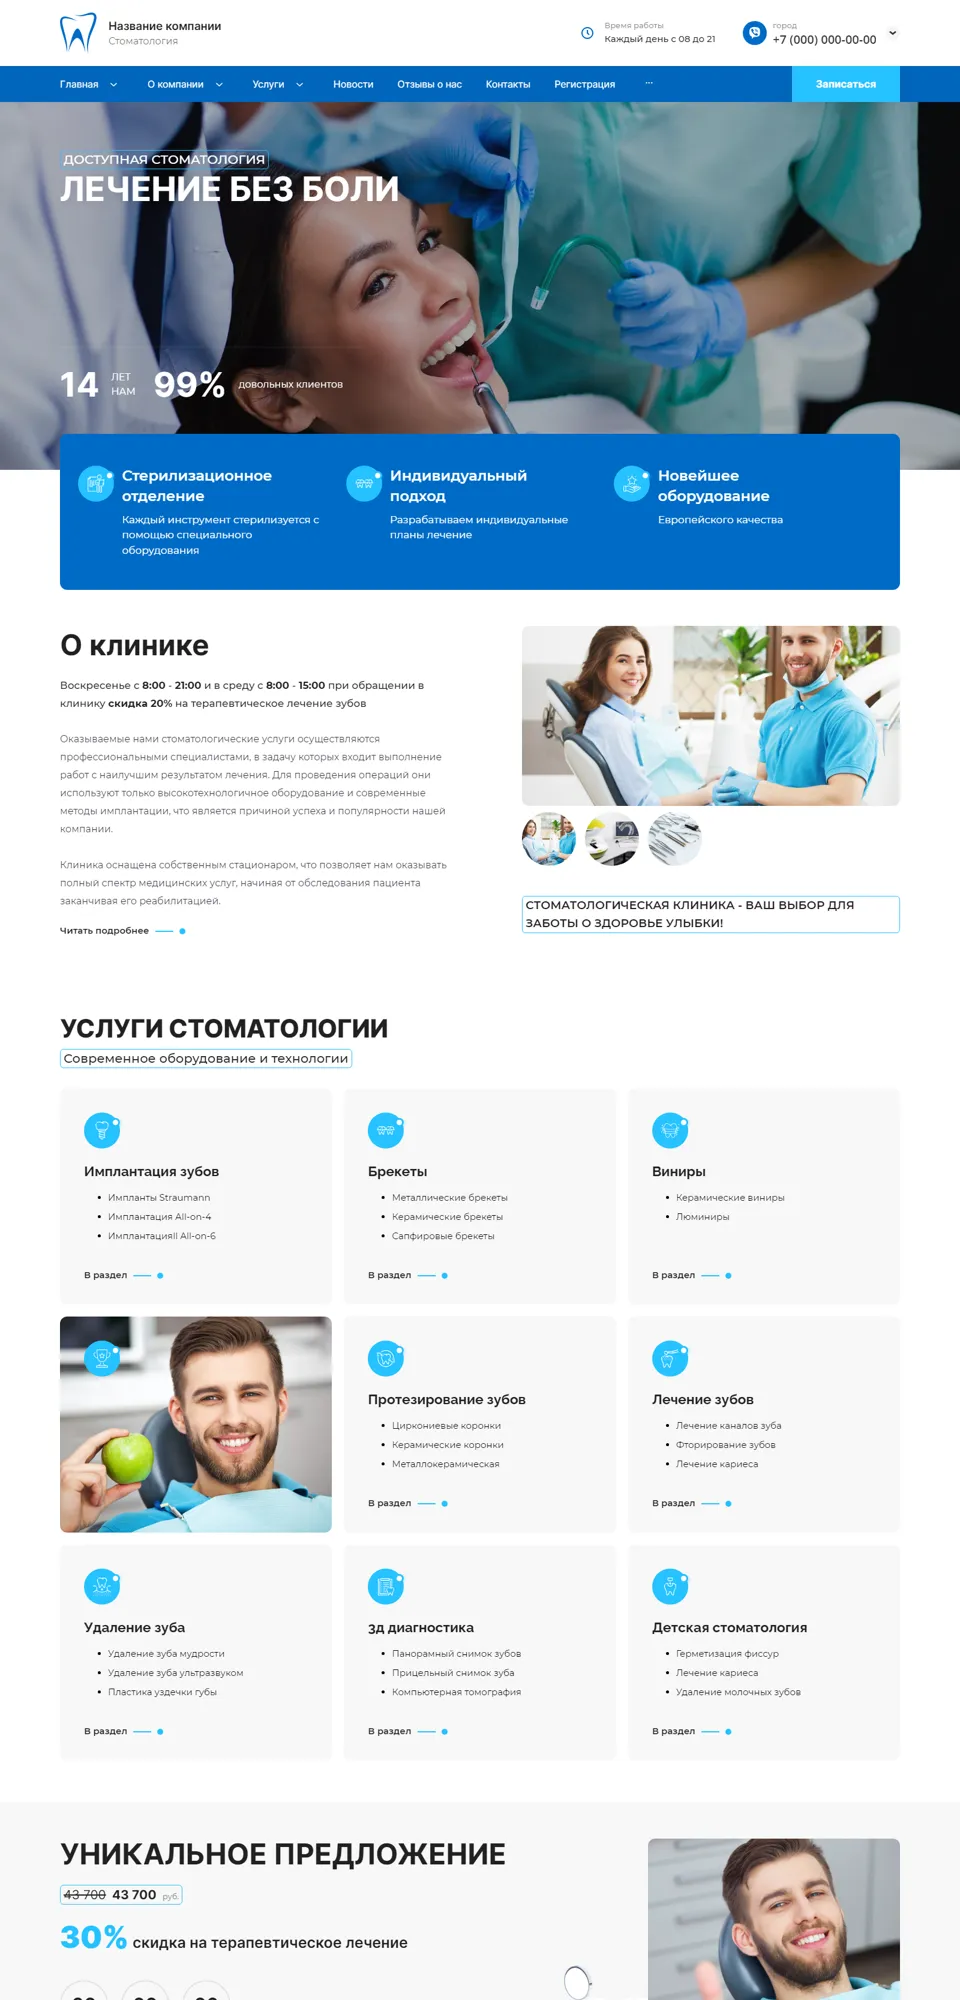 Название компании
Стоматология
Время работы
Каждый день с 08 до 21
город
+7 (000) 000-00-00
Главная О компании Услуги Новости Отзывы о нас Контакты Регистрация ... Записаться
ДОСТУПНАЯ СТОМАТОЛОГИЯ
ЛЕЧЕНИЕ БЕЗ БОЛИ
14 ЛЕТ НАМ 99% довольных клиентов
Стерилизационное
отделение
Каждый инструмент стерилизуется с
помощью специального
оборудования
Индивидуальный
подход
Разрабатываем индивидуальные
планы лечение
Новейшее
оборудование
Европейского качества
О клинике
Воскресенье с 8:00 - 21:00 и в среду с 8:00 - 15:00 при обращении в
клинику скидка 20% на терапевтическое лечение зубов
Оказываемые нами стоматологические услуги осуществляются
профессиональными специалистами, в задачу которых входит выполнение
работ с наилучшим результатом лечения. Для проведения операций они
используют только высокотехнологичное оборудование и современные
методы имплантации, что является причиной успеха и популярности нашей
компании.
Клиника оснащена собственным стационаром, что позволяет нам оказывать
полный спектр медицинских услуг, начиная от обследования пациента
заканчивая его реабилитацией.
Читать подробнее
СТОМАТОЛОГИЧЕСКАЯ КЛИНИКА - ВАШ ВЫБОР ДЛЯ
ЗАБОТЫ О ЗДОРОВЬЕ УЛЫБКИ!
УСЛУГИ СТОМАТОЛОГИИ
Современное оборудование и технологии
Имплантация зубов
Импланты Straumann
Имплантация All-on-4
Имплантацияll All-on-6
В раздел
Брекеты
Металлические брекеты
Керамические брекеты
Сапфировые брекеты
В раздел
Виниры
Керамические виниры
Люминиры
В раздел
Протезирование зубов
Циркониевые коронки
Керамические коронки
Металлокерамическая
В раздел
Лечение зубов
Лечение каналов зуба
Фторирование зубов
Лечение кариеса
В раздел
Удаление зуба
Удаление зуба мудрости
Удаление зуба ультразвуком
Пластика уздечки губы
В раздел
3д диагностика
Панорамный снимок зубов
Прицельный снимок зуба
Компьютерная томография
В раздел
Детская стоматология
Герметизация фиссур
Лечение кариеса
Удаление молочных зубов
В раздел
УНИКАЛЬНОЕ ПРЕДЛОЖЕНИЕ
43 700 43 700 руб.
30% скидка на терапевтическое лечение